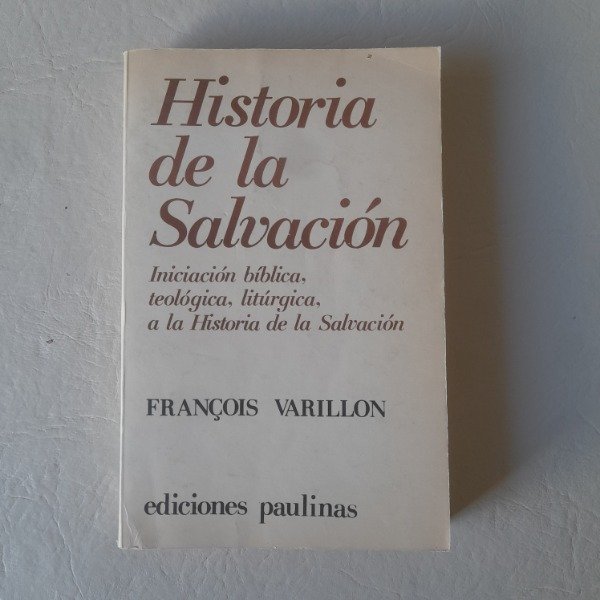 Historia
de la
Salvación
Iniciación bíblica,
teológica, litúrgica,
a la Historia de la Salvación
FRANÇOIS VARILLON
ediciones paulinas